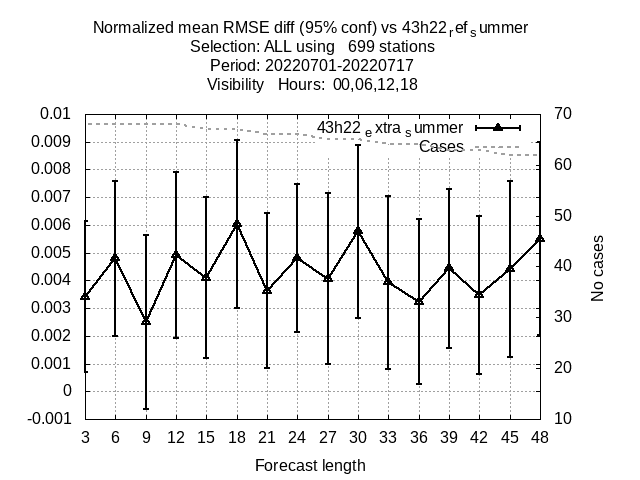 Normalized mean RMSE diff (95% conf) vs 43h22refsummer
Selection: ALL using 699 stations
Period: 20220701-20220717
Visibility Hours: 00,06,12,18
0.01
0.009
0.008
0.007
0.006
0.005
0.004
0.003
0.002
0.001
0
-0.001
70
60
50
40
30
20
10
43h22extrasummer
Cases
No cases
3 6 9 12 15 18 21 24 27 30 33 36 39 42 45 48
Forecast length